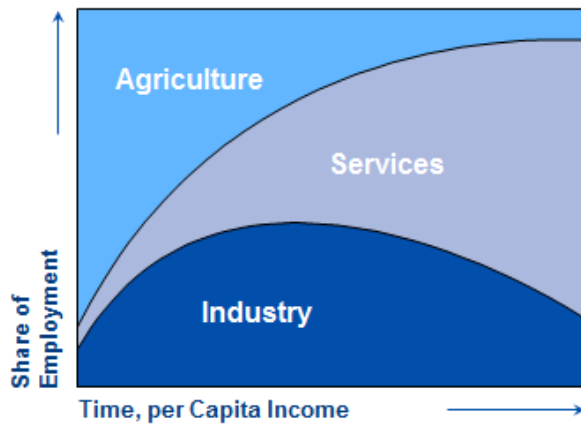 Agriculture
Services
Industry
Share of
Employment
Time, per Capita Income